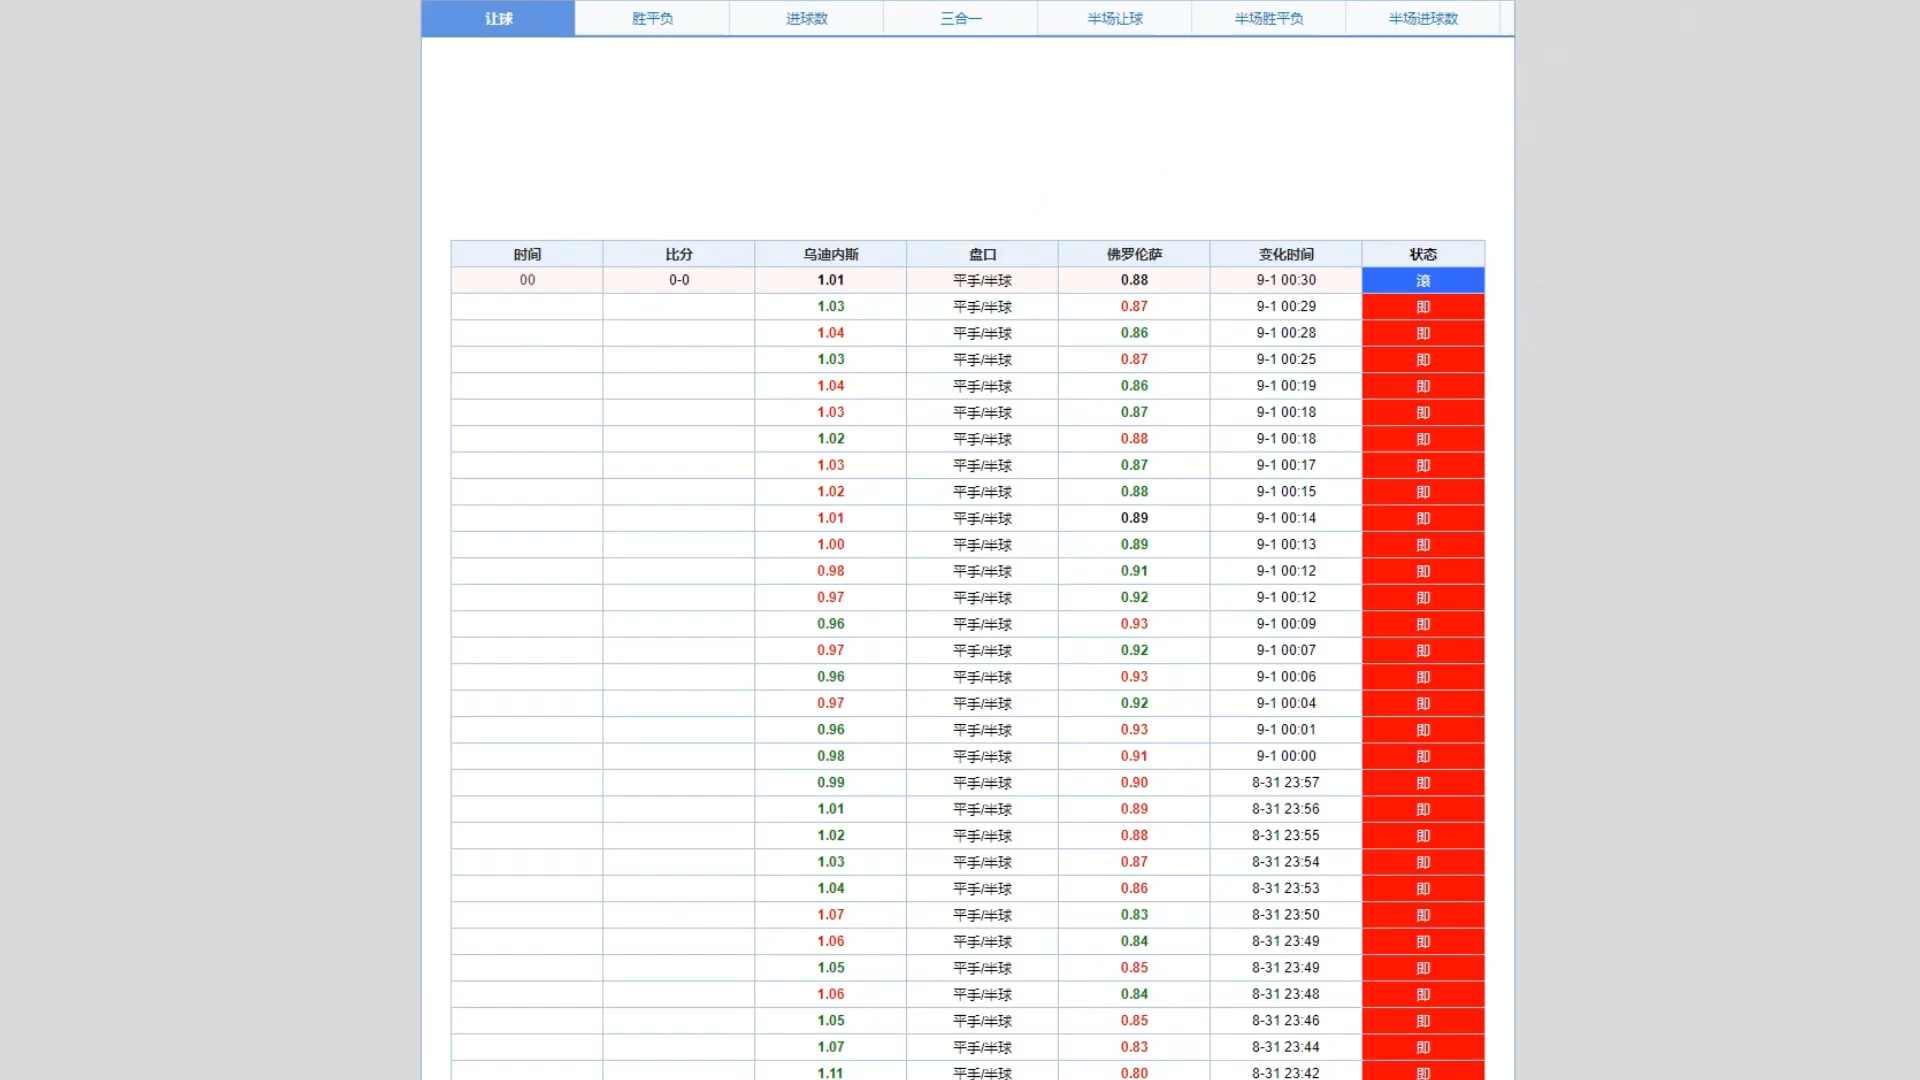 让球 胜平负 进球数 三合一 半场让球 半场胜平负 半场进球数
时间 比分 乌迪内斯 盘口 佛罗伦萨 变化时间 状态
00 0-0 1.01 平手/半球 0.88 9-1 00:30 滚
1.03 平手/半球 0.87 9-1 00:29 即
1.04 平手/半球 0.86 9-1 00:28 即
1.03 平手/半球 0.87 9-1 00:25 即
1.04 平手/半球 0.86 9-1 00:19 即
1.03 平手/半球 0.87 9-1 00:18 即
1.02 平手/半球 0.88 9-1 00:18 即
1.03 平手/半球 0.87 9-1 00:17 即
1.02 平手/半球 0.88 9-1 00:15 即
1.01 平手/半球 0.89 9-1 00:14 即
1.00 平手/半球 0.89 9-1 00:13 即
0.98 平手/半球 0.91 9-1 00:12 即
0.97 平手/半球 0.92 9-1 00:12 即
0.96 平手/半球 0.93 9-1 00:09 即
0.97 平手/半球 0.92 9-1 00:07 即
0.96 平手/半球 0.93 9-1 00:06 即
0.97 平手/半球 0.92 9-1 00:04 即
0.96 平手/半球 0.93 9-1 00:01 即
0.98 平手/半球 0.91 9-1 00:00 即
0.99 平手/半球 0.90 8-31 23:57 即
1.01 平手/半球 0.89 8-31 23:56 即
1.02 平手/半球 0.88 8-31 23:55 即
1.03 平手/半球 0.87 8-31 23:54 即
1.04 平手/半球 0.86 8-31 23:53 即
1.07 平手/半球 0.83 8-31 23:50 即
1.06 平手/半球 0.84 8-31 23:49 即
1.05 平手/半球 0.85 8-31 23:49 即
1.06 平手/半球 0.84 8-31 23:48 即
1.05 平手/半球 0.85 8-31 23:46 即
1.07 平手/半球 0.83 8-31 23:44 即
1.11 平手/半球 0.80 8-31 23:42 即